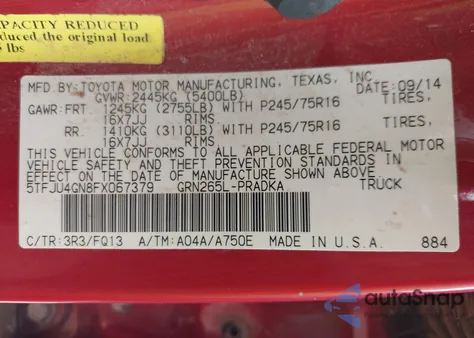 CAPACITY REDUCED
reduced the original load
lbs
MFD.BY: TOYOTA MOTOR MANUFACTURING, TEXAS, INC.
GVWR: 2445KG (5400LB) DATE: 09/14
GAWR: FRT. 1245KG (2755LB) WITH P245/75R16 TIRES,
16X7JJ RIMS
RR. 1410KG (3110LB) WITH P245/75R16 TIRES,
16X7JJ RIMS
THIS VEHICLE CONFORMS TO ALL APPLICABLE FEDERAL MOTOR
VEHICLE SAFETY AND THEFT PREVENTION STANDARDS IN
EFFECT ON THE DATE OF MANUFACTURE SHOWN ABOVE.
5TFJU4GN8FX067379 GRN265L-PRADKA TRUCK
C/TR: 3R3/FQ13 A/TM: A04A/A750E MADE IN U.S.A. 884
autoSnap